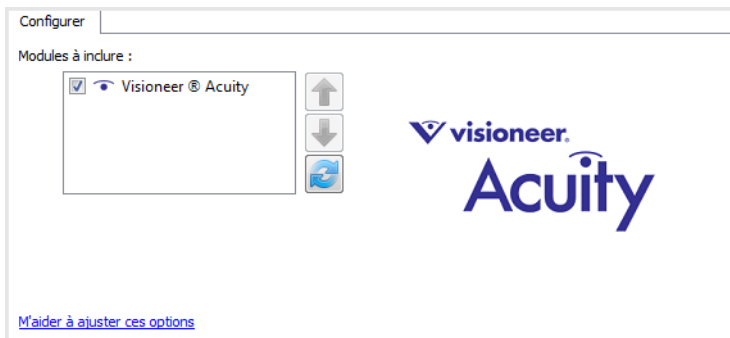 Configurer
Modules à inclure :
Visioneer ® Acuity
visioneer.
Acuity
M'aider à ajuster ces options